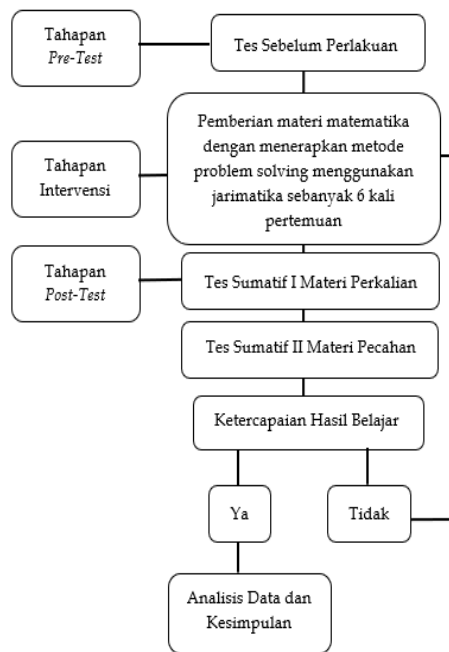 Tahapan
Pre-Test
Tes Sebelum Perlakuan
Pemberian materi matematika
dengan menerapkan metode
problem solving menggunakan
jarimatika sebanyak 6 kali
pertemuan
Tahapan
Intervensi
Tahapan
Post-Test
Tes Sumatif I Materi Perkalian
Tes Sumatif II Materi Pecahan
Ketercapaian Hasil Belajar
Ya
Tidak
Analisis Data dan
Kesimpulan